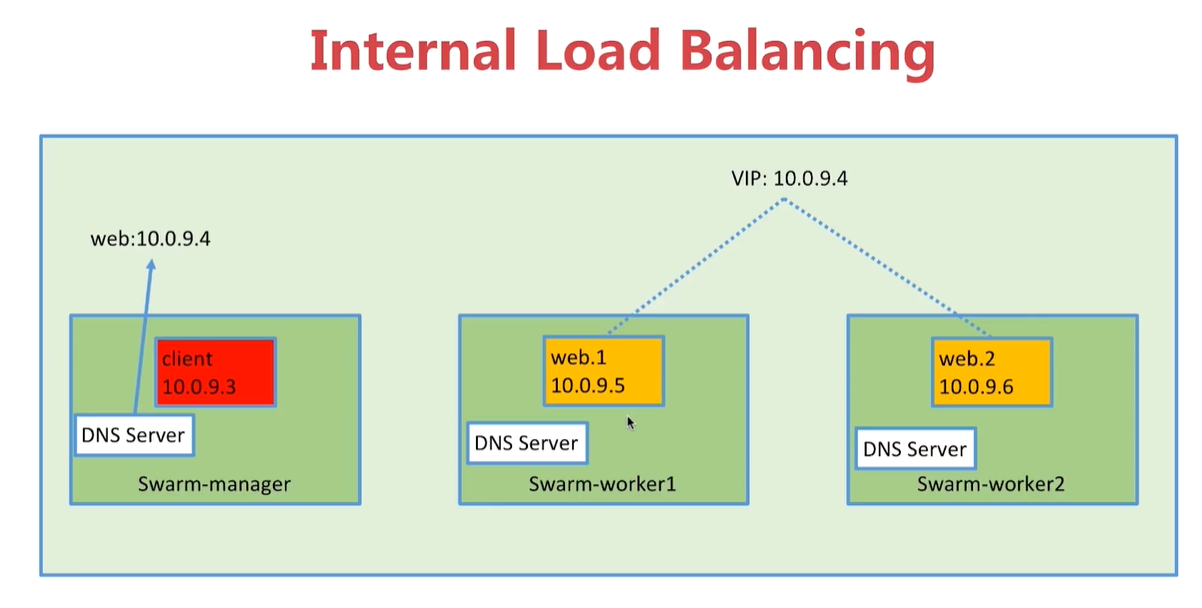 Internal Load Balancing
VIP: 10.0.9.4
web:10.0.9.4
client
10.0.9.3
DNS Server
Swarm-manager
web.1
10.0.9.5
DNS Server
Swarm-worker1
web.2
10.0.9.6
DNS Server
Swarm-worker2